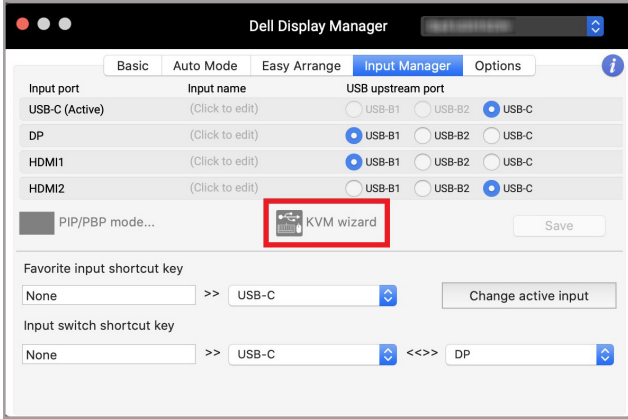 Dell Display Manager
Basic Auto Mode Easy Arrange Input Manager Options i
Input port Input name USB upstream port
USB-C (Active) (Click to edit) USB-B1 USB-B2 USB-C
DP (Click to edit) USB-B1 USB-B2 USB-C
HDMI1 (Click to edit) USB-B1 USB-B2 USB-C
HDMI2 (Click to edit) USB-B1 USB-B2 USB-C
PIP/PBP mode... KVM wizard Save
Favorite input shortcut key
None >> USB-C Change active input
Input switch shortcut key
None >> USB-C <<>> DP